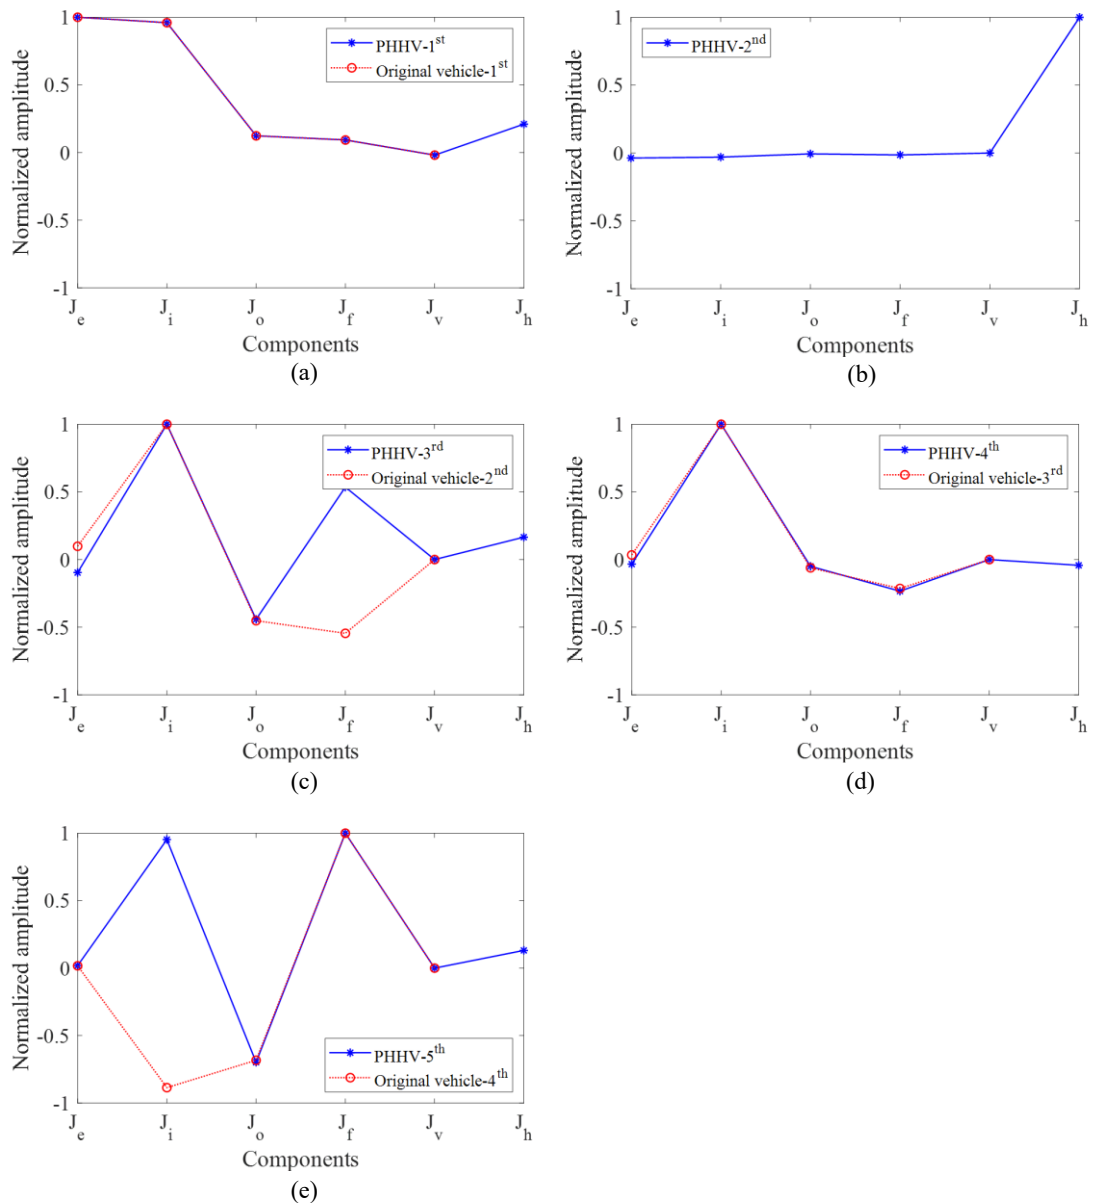 Normalized amplitude
1
0.5
0
-0.5
-1
PHHV-1st
Original vehicle-1st
Je Ji Jo Jf Jv Jh
Components
(a)
Normalized amplitude
1
0.5
0
-0.5
-1
PHHV-2nd
Je Ji Jo Jf Jv Jh
Components
(b)
Normalized amplitude
1
0.5
0
-0.5
-1
PHHV-3rd
Original vehicle-2nd
Je Ji Jo Jf Jv Jh
Components
(c)
Normalized amplitude
1
0.5
0
-0.5
-1
PHHV-4th
Original vehicle-3rd
Je Ji Jo Jf Jv Jh
Components
(d)
Normalized amplitude
1
0.5
0
-0.5
-1
PHHV-5th
Original vehicle-4th
Je Ji Jo Jf Jv Jh
Components
(e)